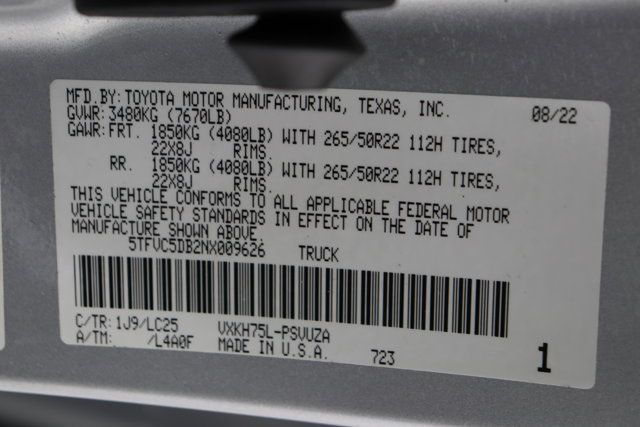 MFD.BY:TOYOTA MOTOR MANUFACTURING, TEXAS, INC. 08/22
GVWR:3480KG (7670LB)
GAWR:FRT. 1850KG (4080LB) WITH 265/50R22 112H TIRES,
22X8J RIMS.
RR. 1850KG (4080LB) WITH 265/50R22 112H TIRES,
22X8J RIMS.
THIS VEHICLE CONFORMS TO ALL APPLICABLE FEDERAL MOTOR
VEHICLE SAFETY STANDARDS IN EFFECT ON THE DATE OF
MANUFACTURE SHOWN ABOVE.
5TFVC5DB2NX009626 TRUCK
C/TR:1J9/LC25 VXKH75L-PSVUZA
A/TM: /L4A0F MADE IN U.S.A. 723 1